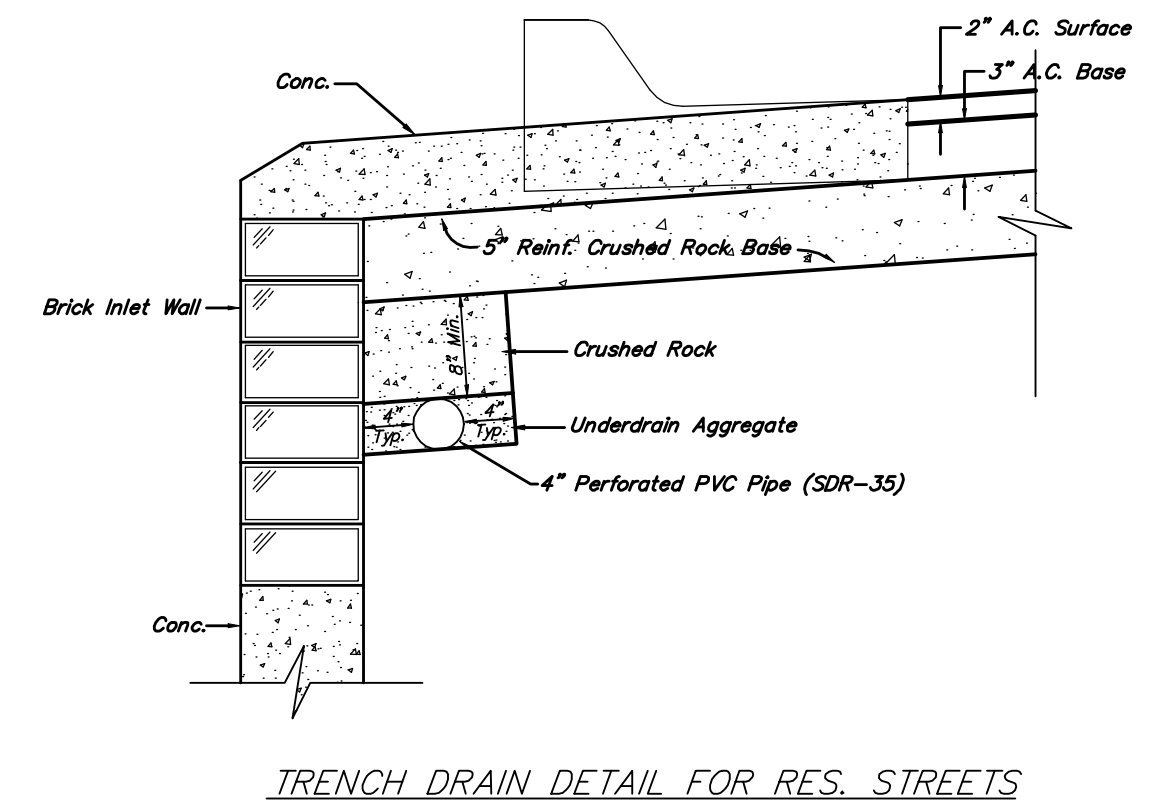 2" A.C. Surface
3" A.C. Base
Conc.
5" Reinf. Crushed Rock Base
Brick Inlet Wall
8" Min.
Crushed Rock
4"
Typ.
4"
Typ.
Underdrain Aggregate
4" Perforated PVC Pipe (SDR-35)
Conc.
TRENCH DRAIN DETAIL FOR RES. STREETS